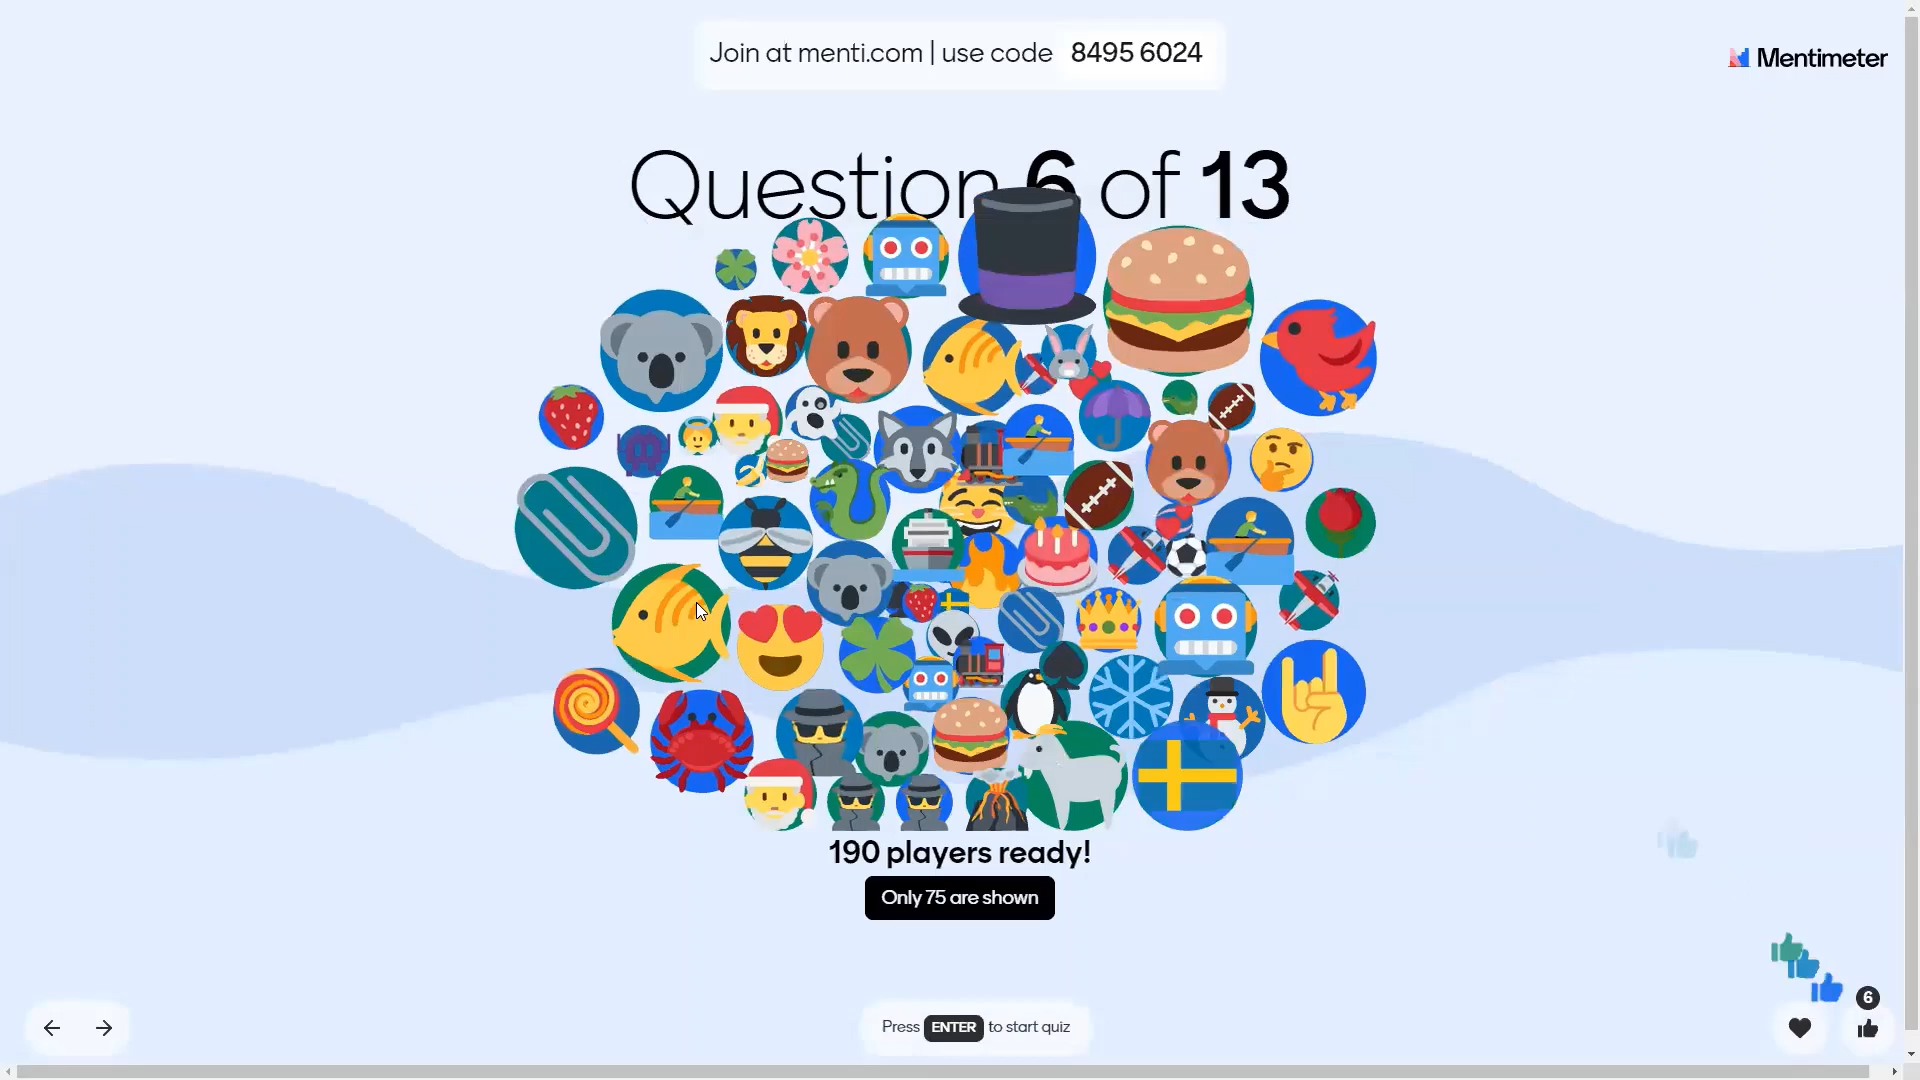 Join at menti.com | use code 8495 6024
Mentimeter
Question 6 of 13
190 players ready!
Only 75 are shown
Press ENTER to start quiz
6